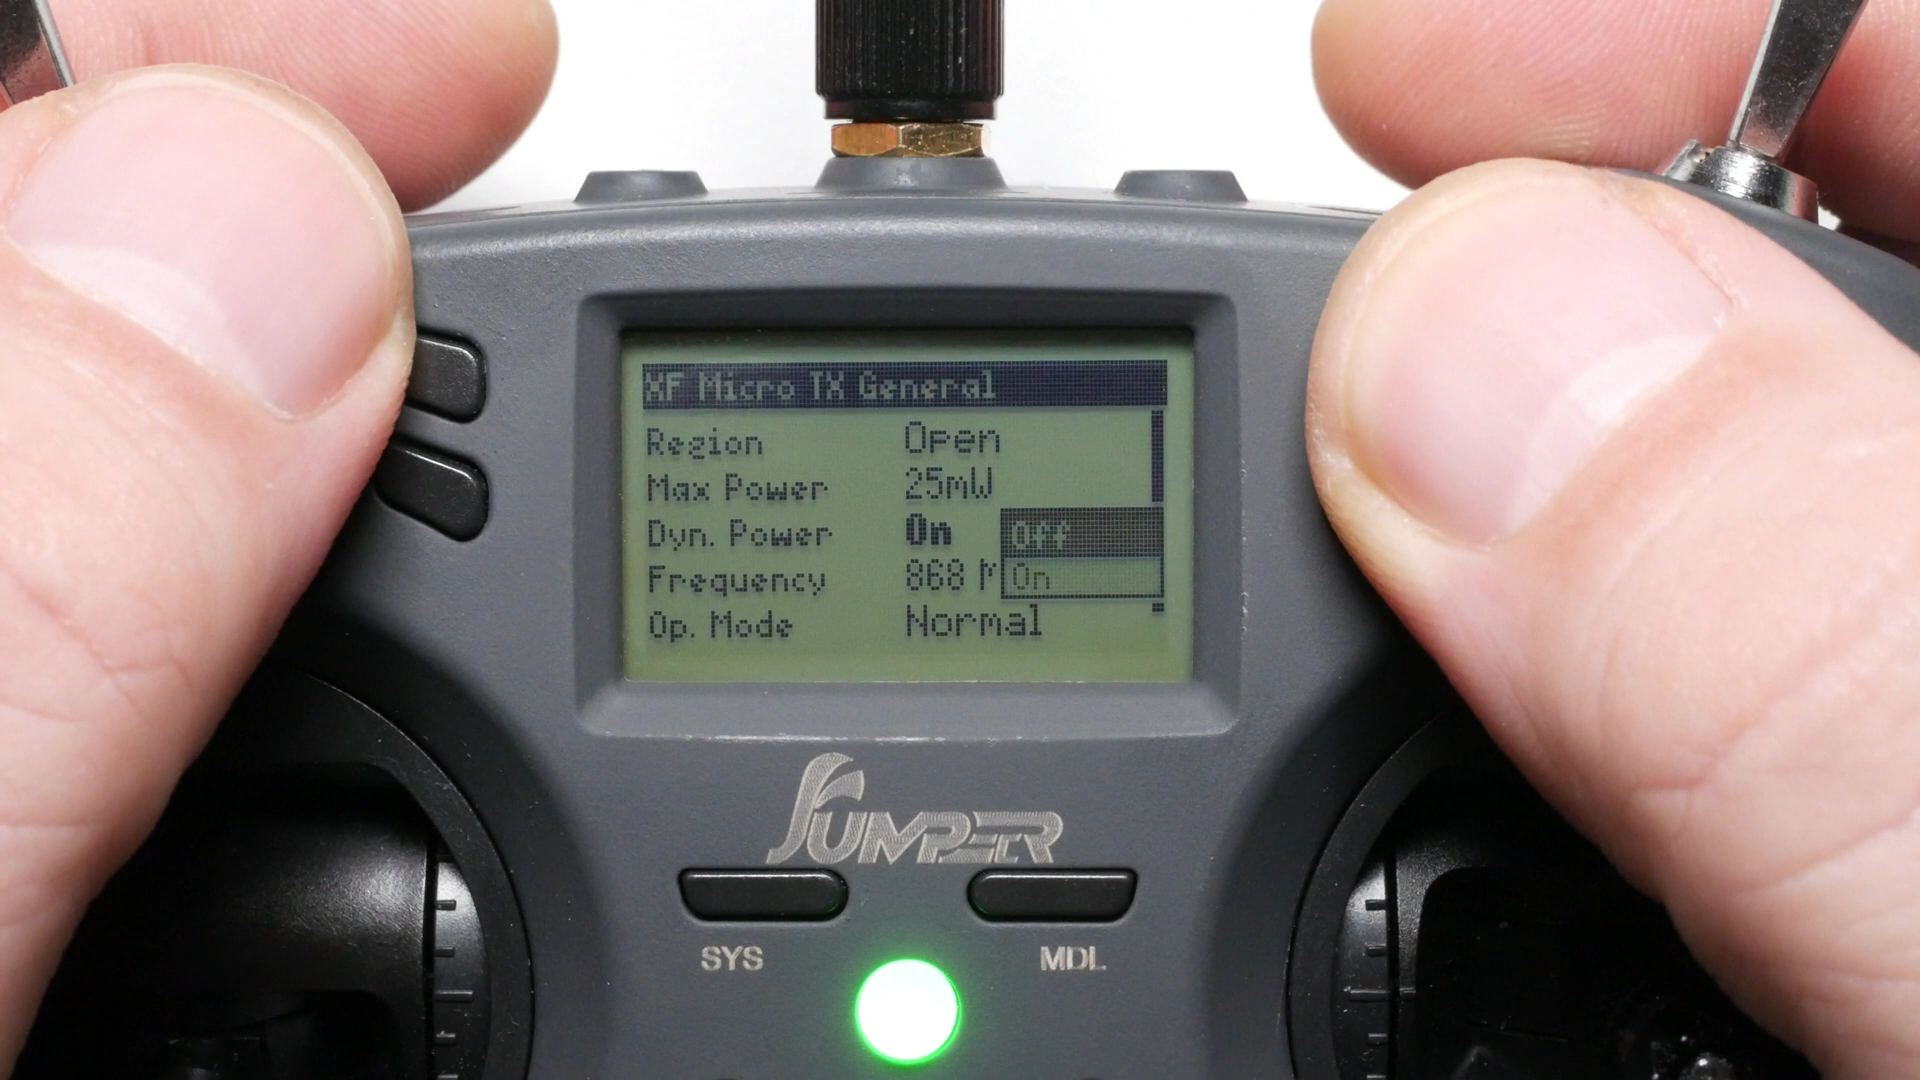 XF Micro TX General
Region Open
Max Power 25mW
Dyn. Power On Off
Frequency 868 M On
Op. Mode Normal
JUMPER
SYS MDL